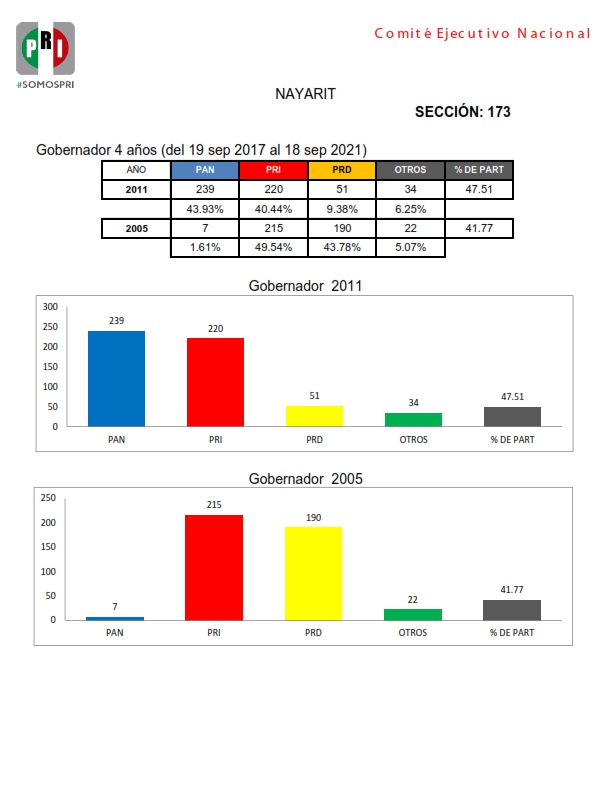 PRI
#SOMOSPRI
Comité Ejecutivo Nacional
NAYARIT
SECCIÓN: 173
Gobernador 4 años (del 19 sep 2017 al 18 sep 2021)
AÑO PAN PRI PRD OTROS % DE PART
2011 239 220 51 34 47.51
43.93% 40.44% 9.38% 6.25%
2005 7 215 190 22 41.77
1.61% 49.54% 43.78% 5.07%
Gobernador 2011
300
250
200
150
100
50
0
239
220
51
34
47.51
PAN PRI PRD OTROS % DE PART
Gobernador 2005
250
200
150
100
50
0
7
215
190
22
41.77
PAN PRI PRD OTROS % DE PART